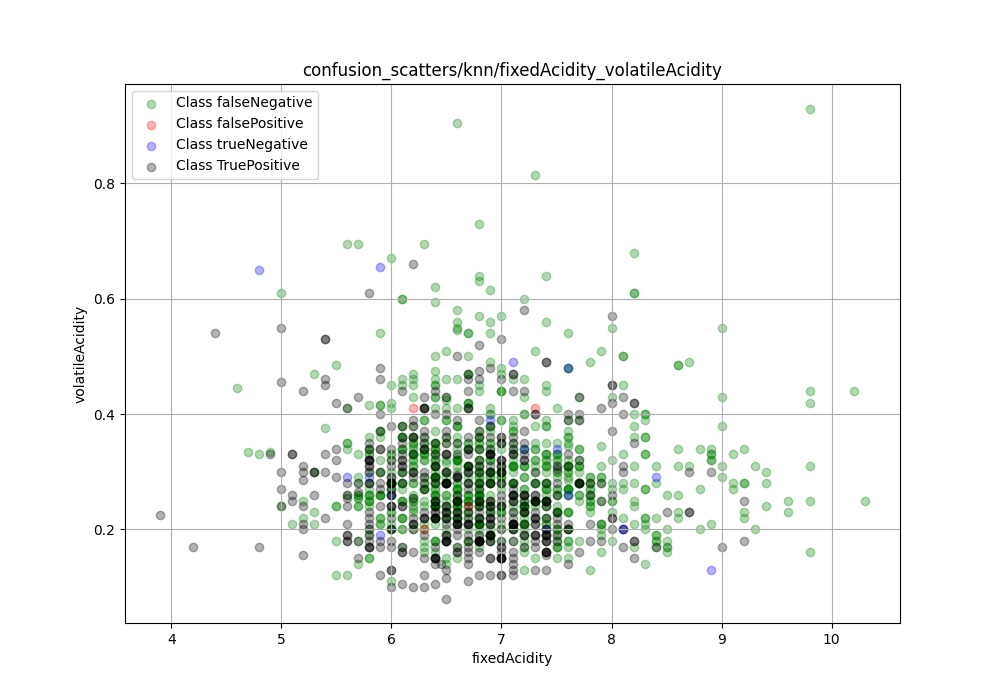 confusion_scatters/knn/fixedAcidity_volatileAcidity
Class falseNegative
Class falsePositive
Class trueNegative
Class TruePositive
0.8
0.6
0.4
0.2
volatileAcidity
4 5 6 7 8 9 10
fixedAcidity